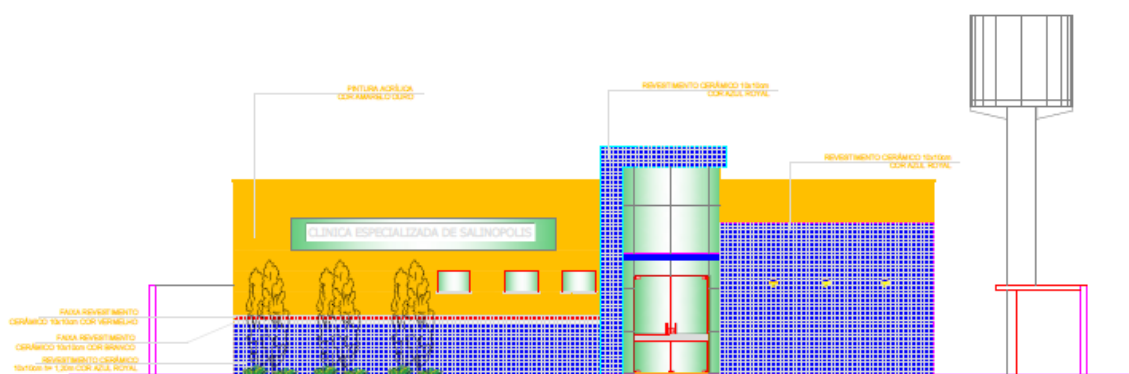 PINTURA ACRÍLICA
COR AMARELO OURO
REVESTIMENTO CERÂMICO 10x10cm
COR AZUL ROYAL
REVESTIMENTO CERÂMICO 10x10cm
COR AZUL ROYAL
CLINICA ESPECIALIZADA DE SALINOPOLIS
FAIXA REVESTIMENTO
CERÂMICO 10x10cm COR VERMELHO
FAIXA REVESTIMENTO
CERÂMICO 10x10cm COR BRANCO
REVESTIMENTO CERÂMICO
10x10cm h= 1,20m COR AZUL ROYAL